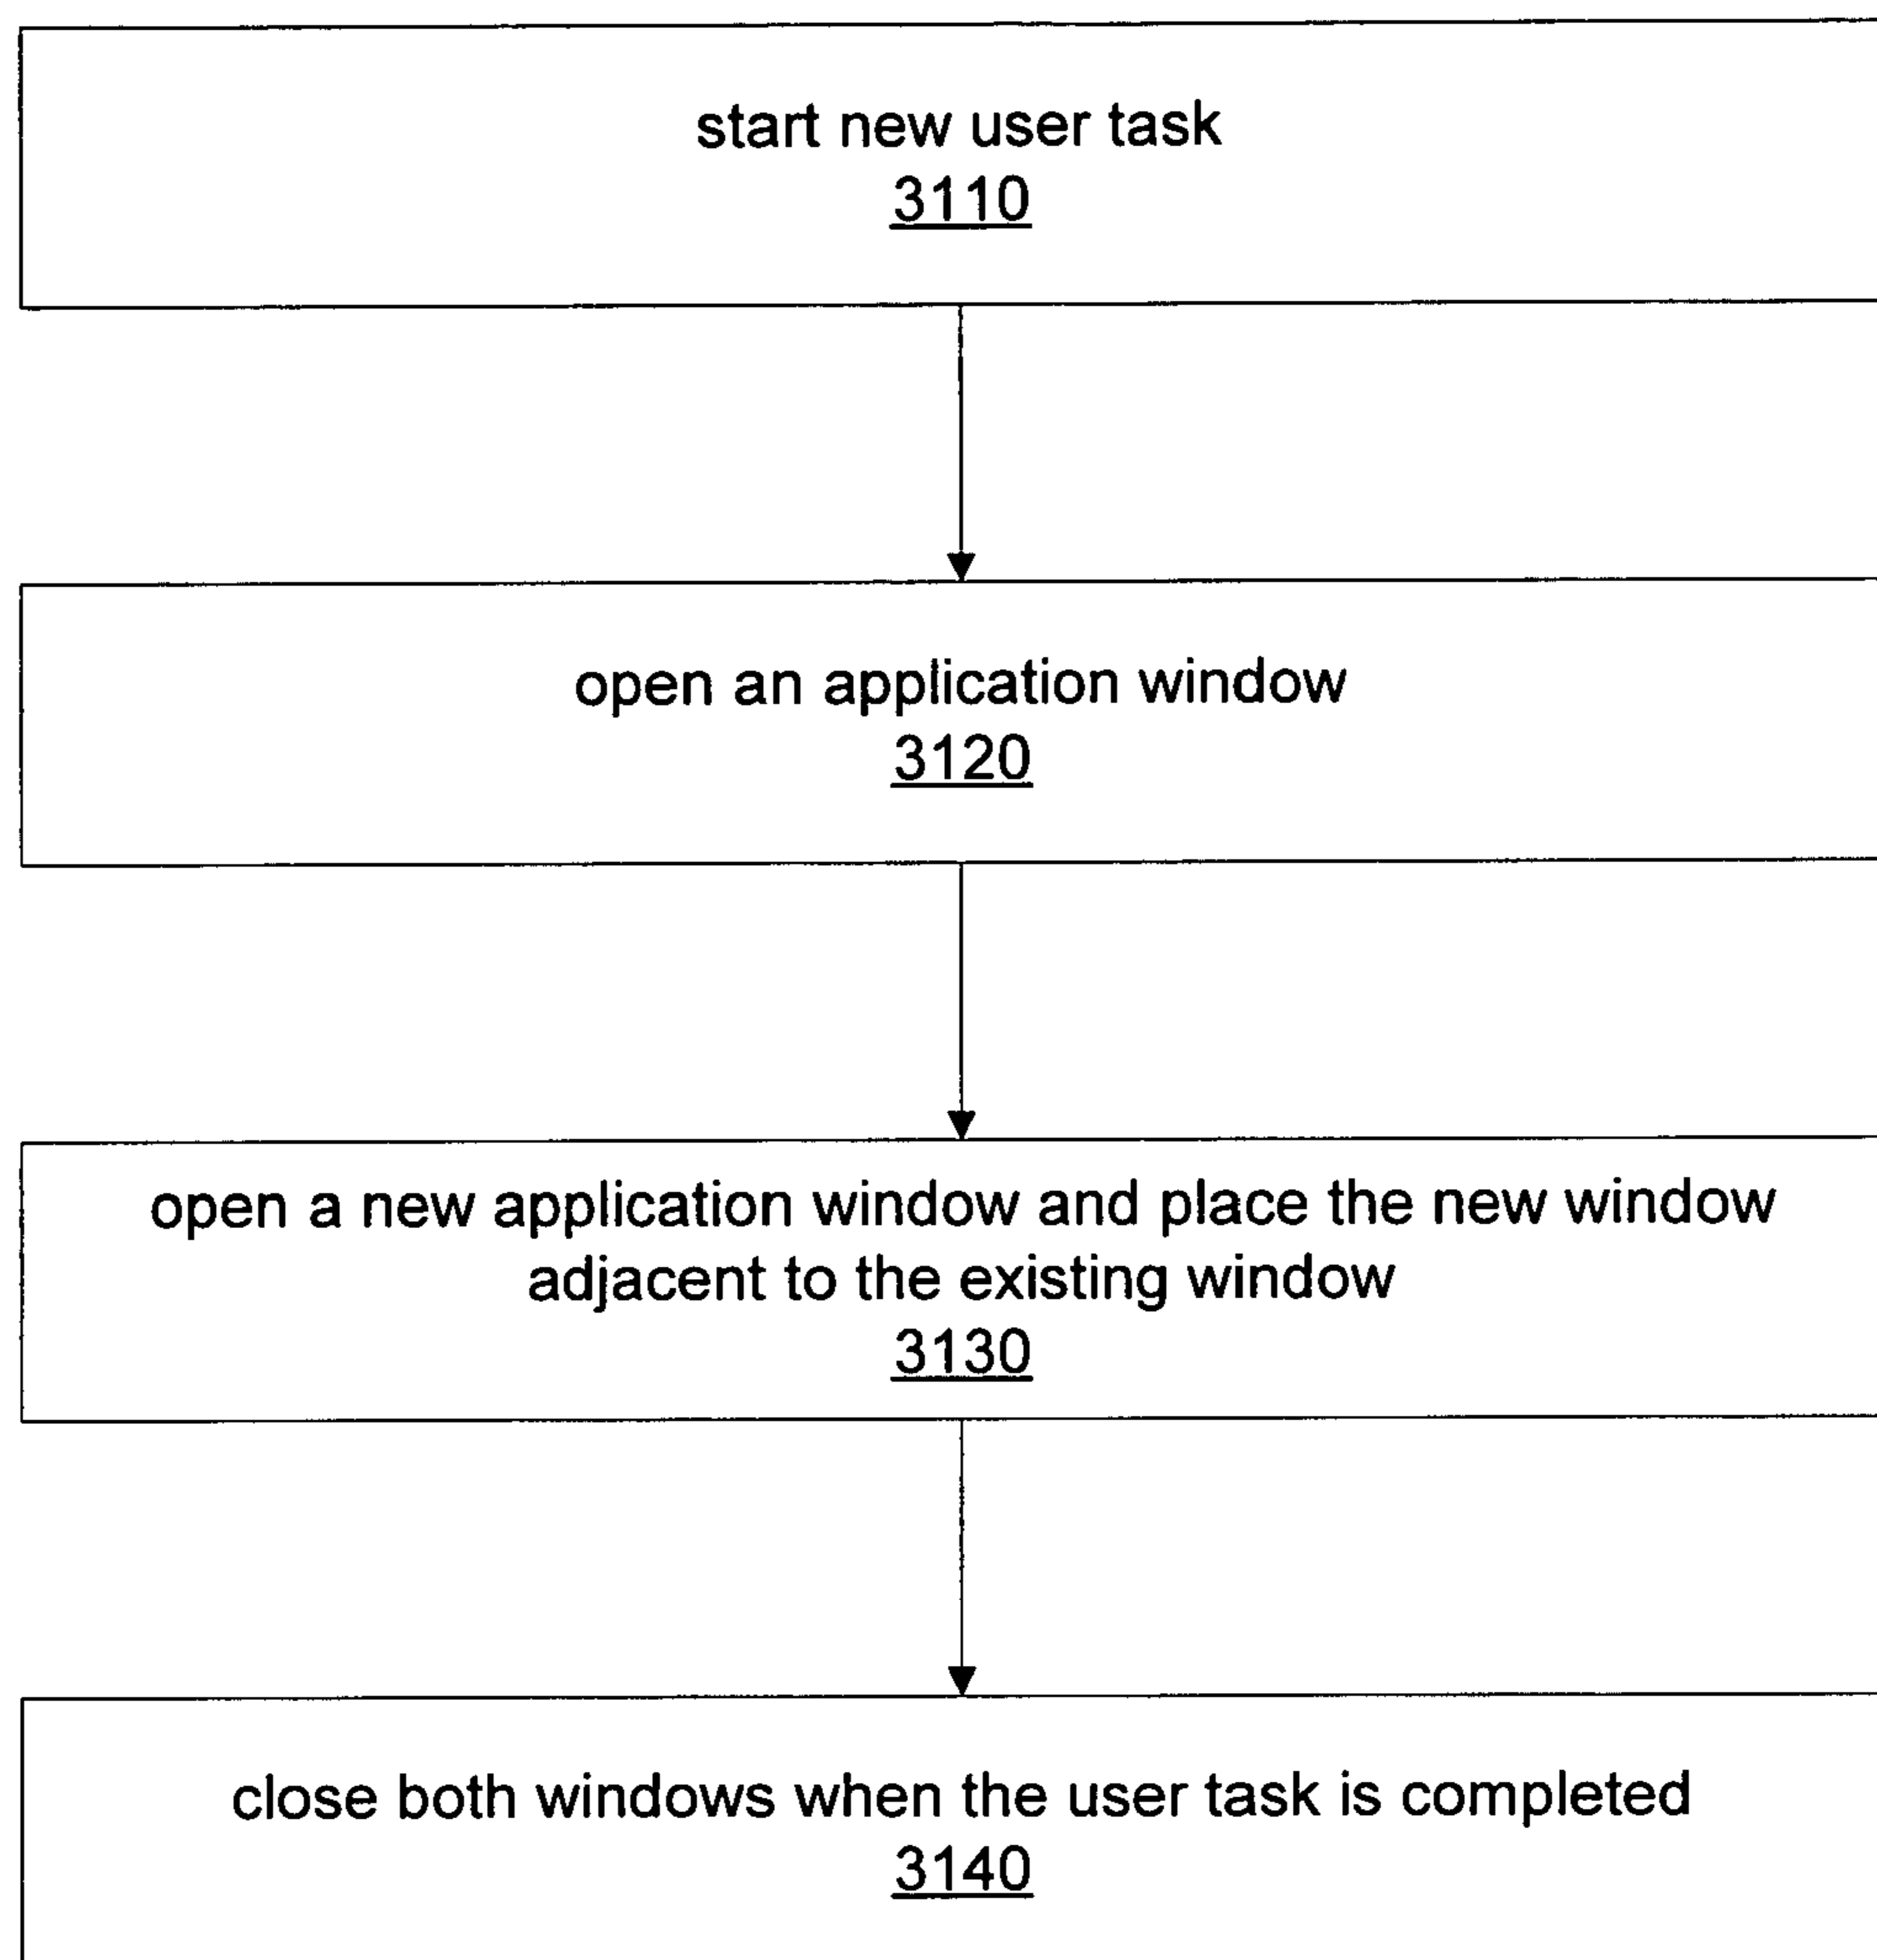 start new user task
3110
open an application window
3120
open a new application window and place the new window
adjacent to the existing window
3130
close both windows when the user task is completed
3140